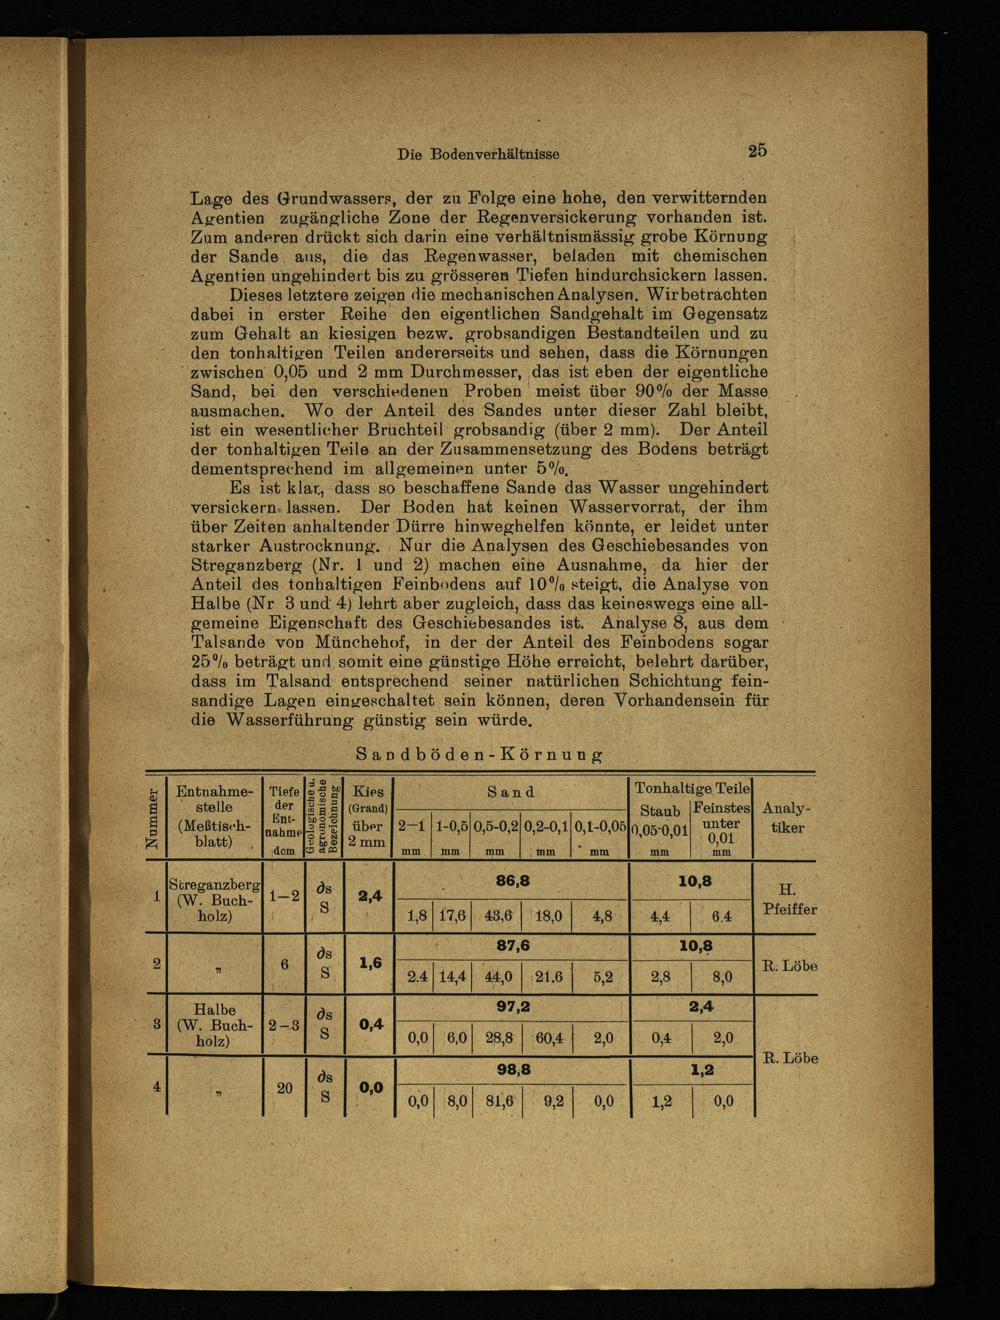 Die Bodenverhältnisse 25
Lage des Grundwassers, der zu Folge eine hohe, den verwitternden
Agentien zugängliche Zone der Regenversickerung vorhanden ist.
Zum anderen drückt sich darin eine verhältnismässig grobe Körnung
der Sande aus, die das Regenwasser, beladen mit chemischen
Agentien ungehindert bis zu grösseren Tiefen hindurchsickern lassen.
Dieses letztere zeigen die mechanischen Analysen. Wir betrachten
dabei in erster Reihe den eigentlichen Sandgehalt im Gegensatz
zum Gehalt an kiesigen bezw. grobsandigen Bestandteilen und zu
den tonhaltigen Teilen andererseits und sehen, dass die Körnungen
zwischen 0,05 und 2 mm Durchmesser, das ist eben der eigentliche
Sand, bei den verschiedenen Proben meist über 90% der Masse
ausmachen. Wo der Anteil des Sandes unter dieser Zahl bleibt,
ist ein wesentlicher Bruchteil grobsandig (über 2 mm). Der Anteil
der tonhaltigen Teile an der Zusammensetzung des Bodens beträgt
dementsprechend im allgemeinen unter 5%.
Es ist klar, dass so beschaffene Sande das Wasser ungehindert
versickern lassen. Der Boden hat keinen Wasservorrat, der ihm
über Zeiten anhaltender Dürre hinweghelfen könnte, er leidet unter
starker Austrocknung. Nur die Analysen des Geschiebesandes von
Streganzberg (Nr. 1 und 2) machen eine Ausnahme, da hier der
Anteil des tonhaltigen Feinbodens auf 10% steigt, die Analyse von
Halbe (Nr 3 und 4) lehrt aber zugleich, dass das keineswegs eine all-
gemeine Eigenschaft des Geschiebesandes ist. Analyse 8, aus dem
Talsande von Münchehof, in der der Anteil des Feinbodens sogar
25% beträgt und somit eine günstige Höhe erreicht, belehrt darüber,
dass im Talsand entsprechend seiner natürlichen Schichtung fein-
sandige Lagen eingeschaltet sein können, deren Vorhandensein für
die Wasserführung günstig sein würde.
Sandböden-Körnung
Nummer
Entnahme-
stelle
(Meßtisch-
blatt)
Tiefe
der
Ent-
nahme
dcm
Geologische u.
agronomische
Bezeichnung
Kies
(Grand)
über
2 mm
Sand
2—1 mm
1-0,5 mm
0,5-0,2 mm
0,2-0,1 mm
0,1-0,05 mm
Tonhaltige Teile
Staub
0,05-0,01
mm
Feinstes
unter
0,01
mm
Analy-
tiker
1
Streganzberg
(W. Buch-
holz)
1—2
∂s
S
2,4
86,8
1,8 17,6 43,6 18,0 4,8
10,8
4,4 6.4
H.
Pfeiffer
2
„
6
∂s
S
1,6
87,6
2.4 14,4 44,0 21.6 5,2
10,8
2,8 8,0
R. Löbe
3
Halbe
(W. Buch-
holz)
2—3
∂s
S
0,4
97,2
0,0 6,0 28,8 60,4 2,0
2,4
0,4 2,0
R. Löbe
4
„
20
∂s
S
0,0
98,8
0,0 8,0 81,6 9,2 0,0
1,2
1,2 0,0